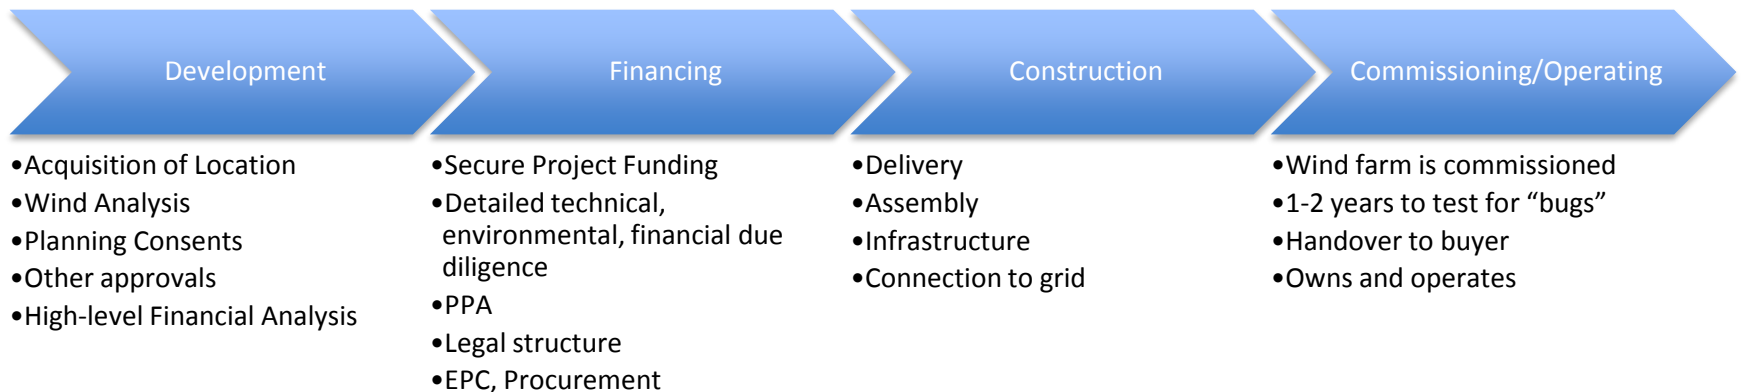 Development
Financing
Construction
Commissioning/Operating
•Acquisition of Location
•Wind Analysis
•Planning Consents
•Other approvals
•High-level Financial Analysis
•Secure Project Funding
•Detailed technical,
environmental, financial due
diligence
•PPA
•Legal structure
•EPC, Procurement
•Delivery
•Assembly
•Infrastructure
•Connection to grid
•Wind farm is commissioned
•1-2 years to test for “bugs”
•Handover to buyer
•Owns and operates